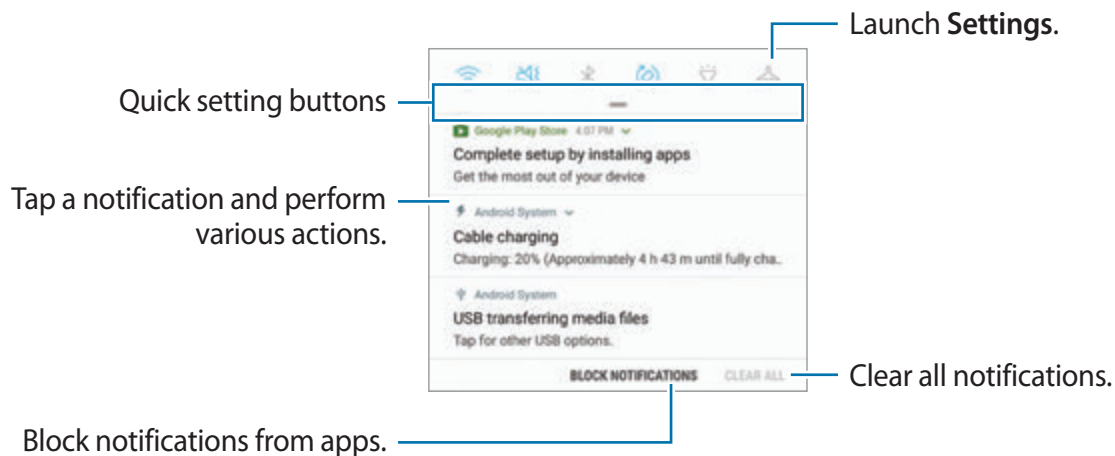 Launch Settings.
Quick setting buttons
Google Play Store 4:07 PM
Complete setup by installing apps
Get the most out of your device
Tap a notification and perform
various actions.
Android System
Cable charging
Charging: 20% (Approximately 4 h 43 m until fully cha..
Android System
USB transferring media files
Tap for other USB options.
BLOCK NOTIFICATIONS CLEAR ALL
Clear all notifications.
Block notifications from apps.